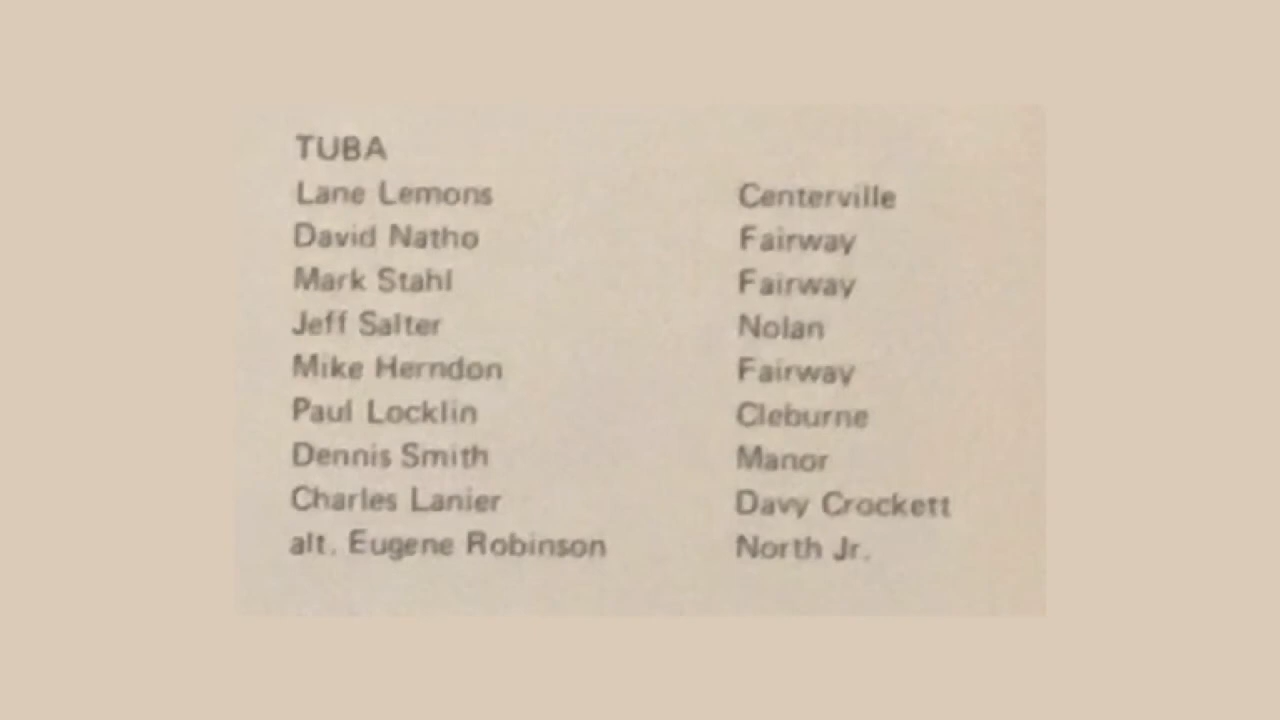 TUBA
Lane Lemons Centerville
David Natho Fairway
Mark Stahl Fairway
Jeff Salter Nolan
Mike Herndon Fairway
Paul Locklin Cleburne
Dennis Smith Manor
Charles Lanier Davy Crockett
alt. Eugene Robinson North Jr.